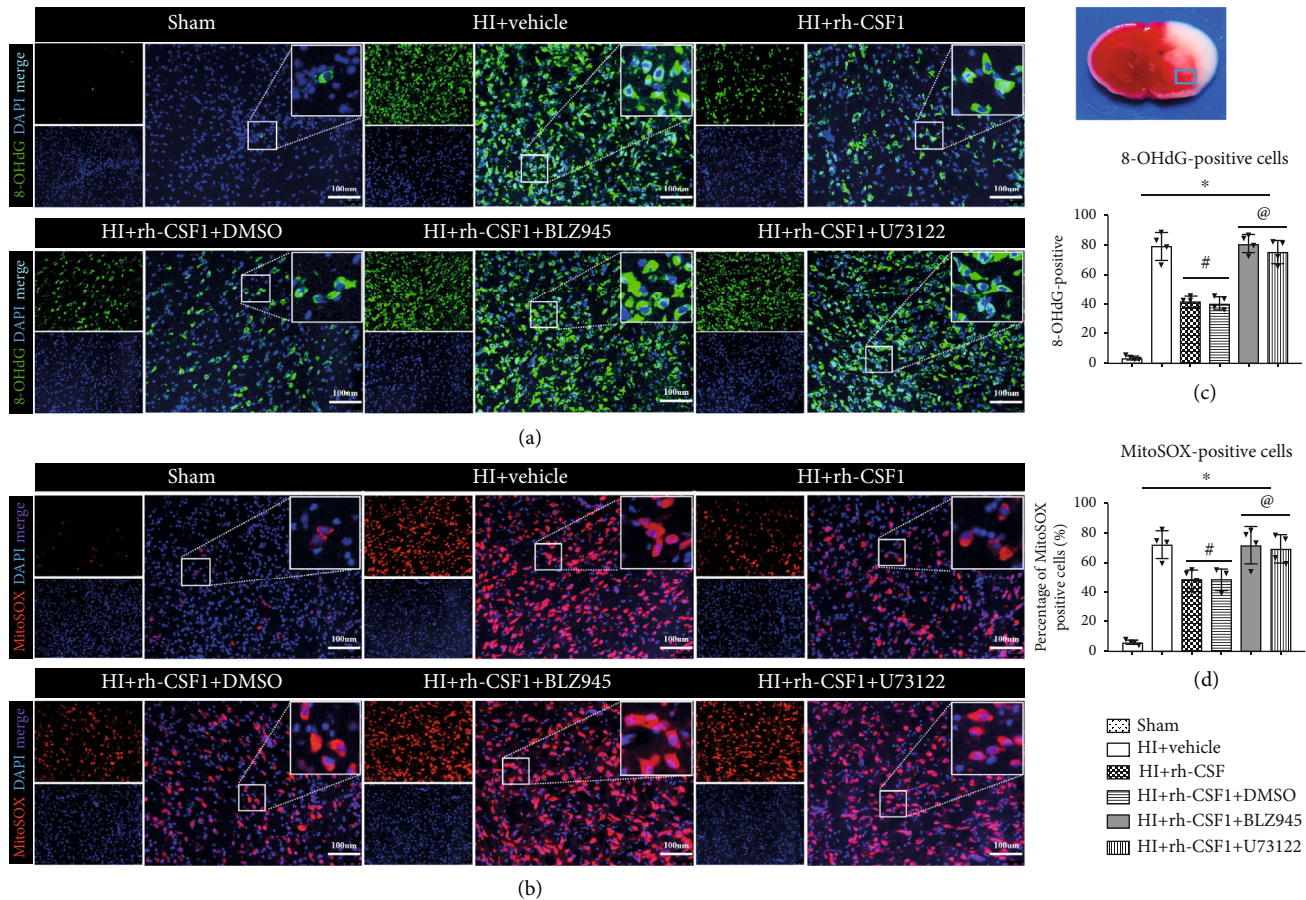 Sham HI+vehicle HI+rh-CSF1
8-OHdG DAPI merge
100um 100um 100um
HI+rh-CSF1+DMSO HI+rh-CSF1+BLZ945 HI+rh-CSF1+U73122
8-OHdG DAPI merge
100um 100um 100um
(a)
Sham HI+vehicle HI+rh-CSF1
MitoSOX DAPI merge
100um 100um 100um
HI+rh-CSF1+DMSO HI+rh-CSF1+BLZ945 HI+rh-CSF1+U73122
MitoSOX DAPI merge
100um 100um 100um
(b)
8-OHdG-positive cells
*
@
#
8-OHdG-positive
100
80
60
40
20
0
(c)
MitoSOX-positive cells
*
@
#
Percentage of MitoSOX
positive cells (%)
100
80
60
40
20
0
(d)
Sham
HI+vehicle
HI+rh-CSF
HI+rh-CSF1+DMSO
HI+rh-CSF1+BLZ945
HI+rh-CSF1+U73122